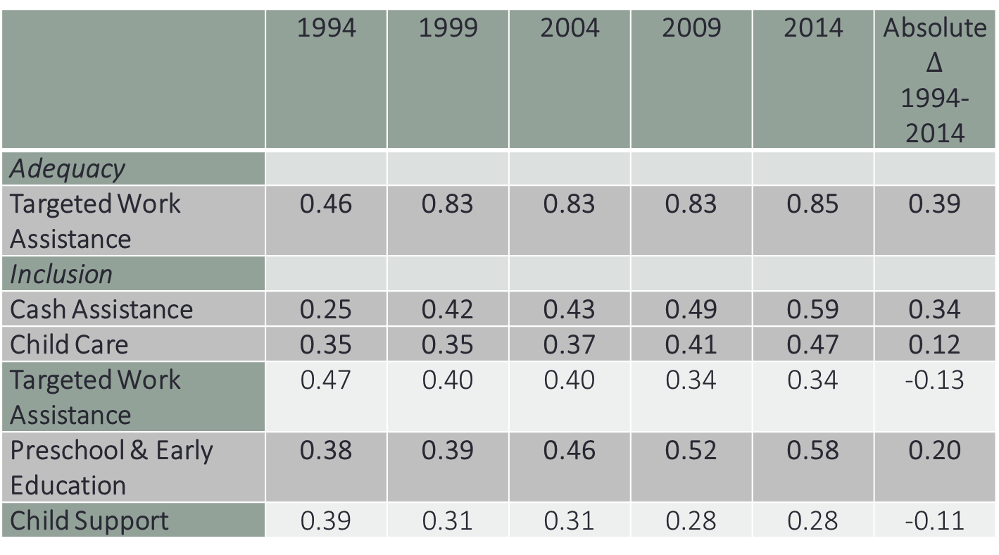 1994 1999 2004 2009 2014 Absolute
Δ
1994-
2014
Adequacy
Targeted Work 0.46 0.83 0.83 0.83 0.85 0.39
Assistance
Inclusion
Cash Assistance 0.25 0.42 0.43 0.49 0.59 0.34
Child Care 0.35 0.35 0.37 0.41 0.47 0.12
Targeted Work 0.47 0.40 0.40 0.34 0.34 -0.13
Assistance
Preschool & Early 0.38 0.39 0.46 0.52 0.58 0.20
Education
Child Support 0.39 0.31 0.31 0.28 0.28 -0.11